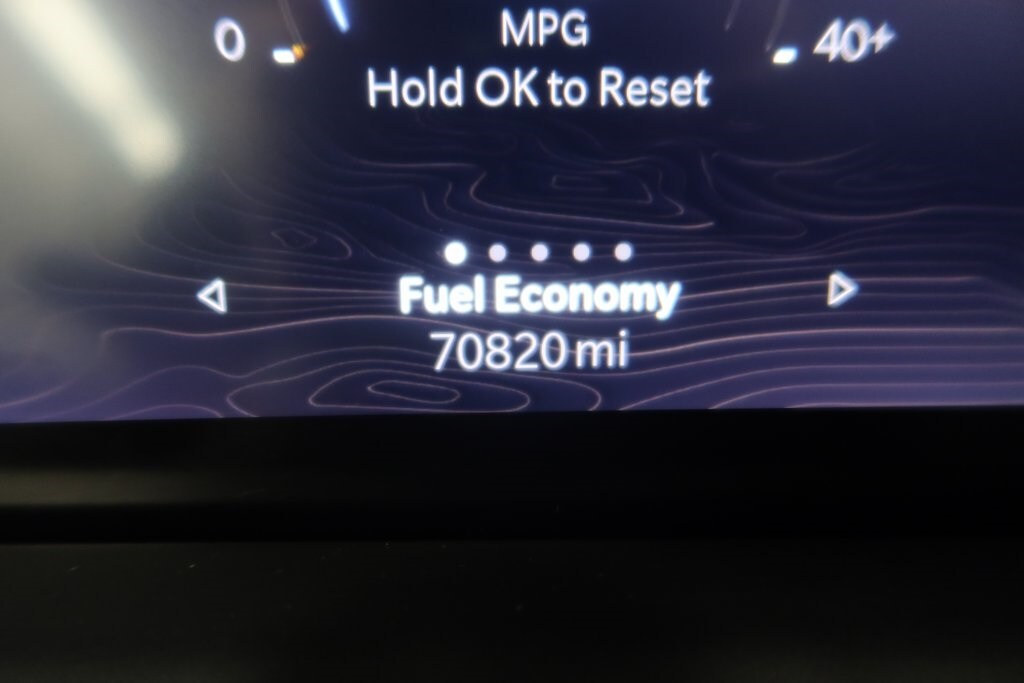 MPG
0 40+
Hold OK to Reset
Fuel Economy
70820 mi